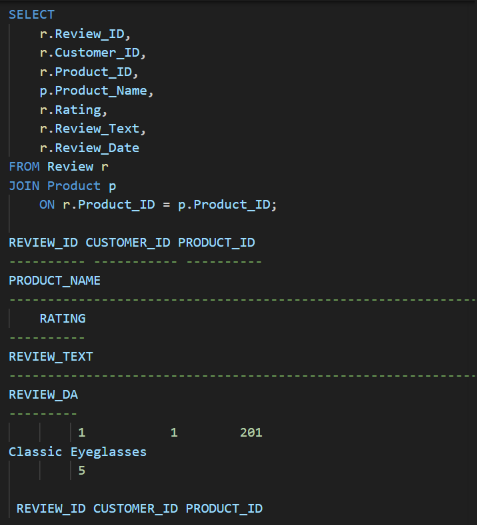 SELECT
    r.Review_ID,
    r.Customer_ID,
    r.Product_ID,
    p.Product_Name,
    r.Rating,
    r.Review_Text,
    r.Review_Date
FROM Review r
JOIN Product p
    ON r.Product_ID = p.Product_ID;

REVIEW_ID CUSTOMER_ID PRODUCT_ID
---------- ----------- ----------
PRODUCT_NAME
------------------------------------------------------------
    RATING
----------
REVIEW_TEXT
------------------------------------------------------------
REVIEW_DA
---------
         1           1        201
Classic Eyeglasses
         5

 REVIEW_ID CUSTOMER_ID PRODUCT_ID